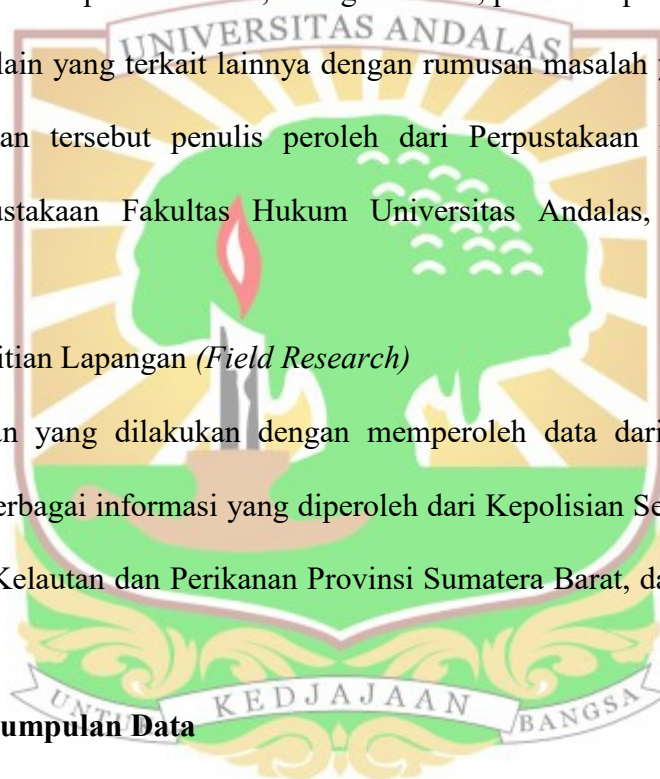 UNIVERSITAS ANDALAS
lain yang terkait lainnya dengan rumusan masalah
an tersebut penulis peroleh dari Perpustakaan
ustakaan Fakultas Hukum Universitas Andalas,
itian Lapangan (Field Research)
an yang dilakukan dengan memperoleh data dari
erbagai informasi yang diperoleh dari Kepolisian Se
Kelautan dan Perikanan Provinsi Sumatera Barat, da
UNTUK KEDJAJAAN BANGSA
umpulan Data